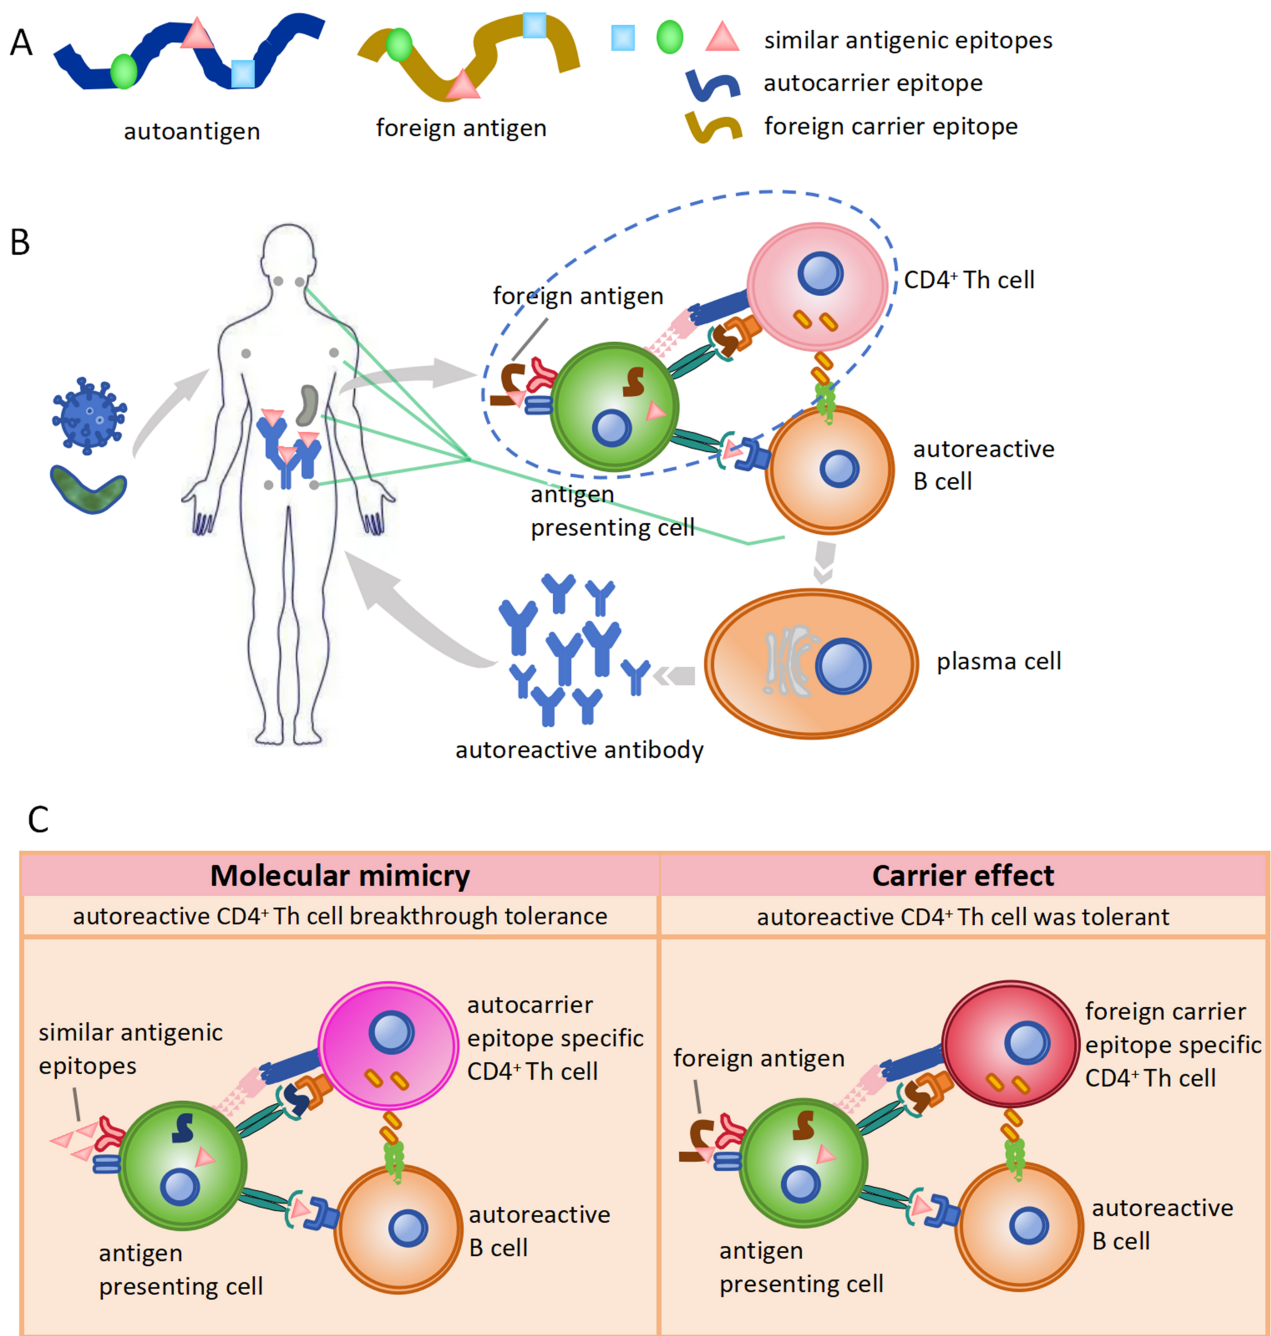 A
autoantigen
foreign antigen
similar antigenic epitopes
autocarrier epitope
foreign carrier epitope
B
foreign antigen
CD4⁺ Th cell
autoreactive
B cell
antigen
presenting cell
plasma cell
autoreactive antibody
C
Molecular mimicry
autoreactive CD4⁺ Th cell breakthrough tolerance
similar antigenic
epitopes
autocarrier
epitope specific
CD4⁺ Th cell
autoreactive
B cell
antigen
presenting cell
Carrier effect
autoreactive CD4⁺ Th cell was tolerant
foreign antigen
foreign carrier
epitope specific
CD4⁺ Th cell
autoreactive
B cell
antigen
presenting cell